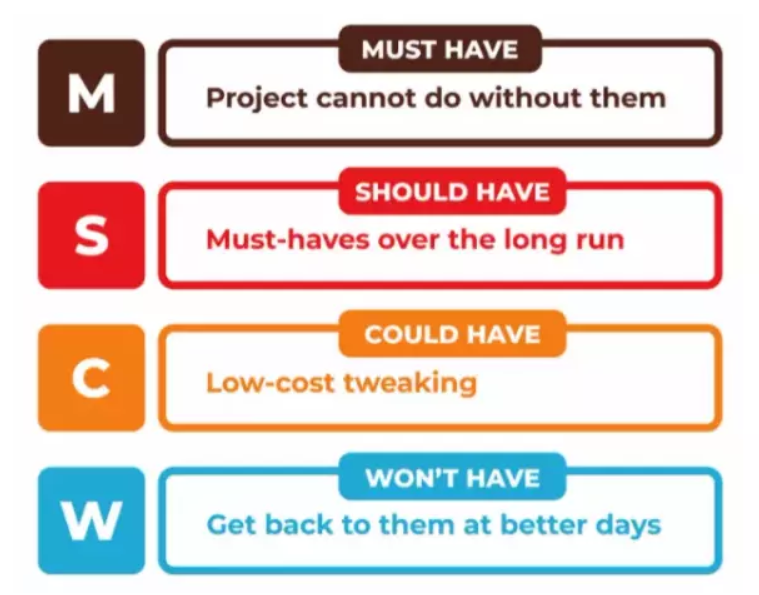 MUST HAVE
M
Project cannot do without them
SHOULD HAVE
S
Must-haves over the long run
COULD HAVE
C
Low-cost tweaking
WON'T HAVE
W
Get back to them at better days